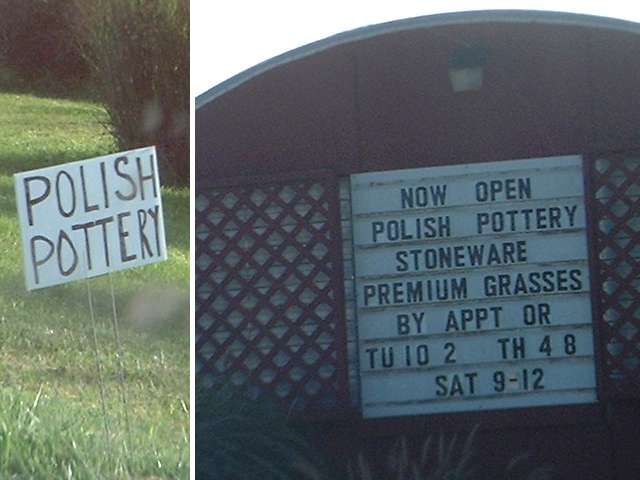 POLISH
POTTERY
NOW OPEN
POLISH POTTERY
STONEWARE
PREMIUM GRASSES
BY APPT OR
TU 10 2 TH 4 8
SAT 9-12